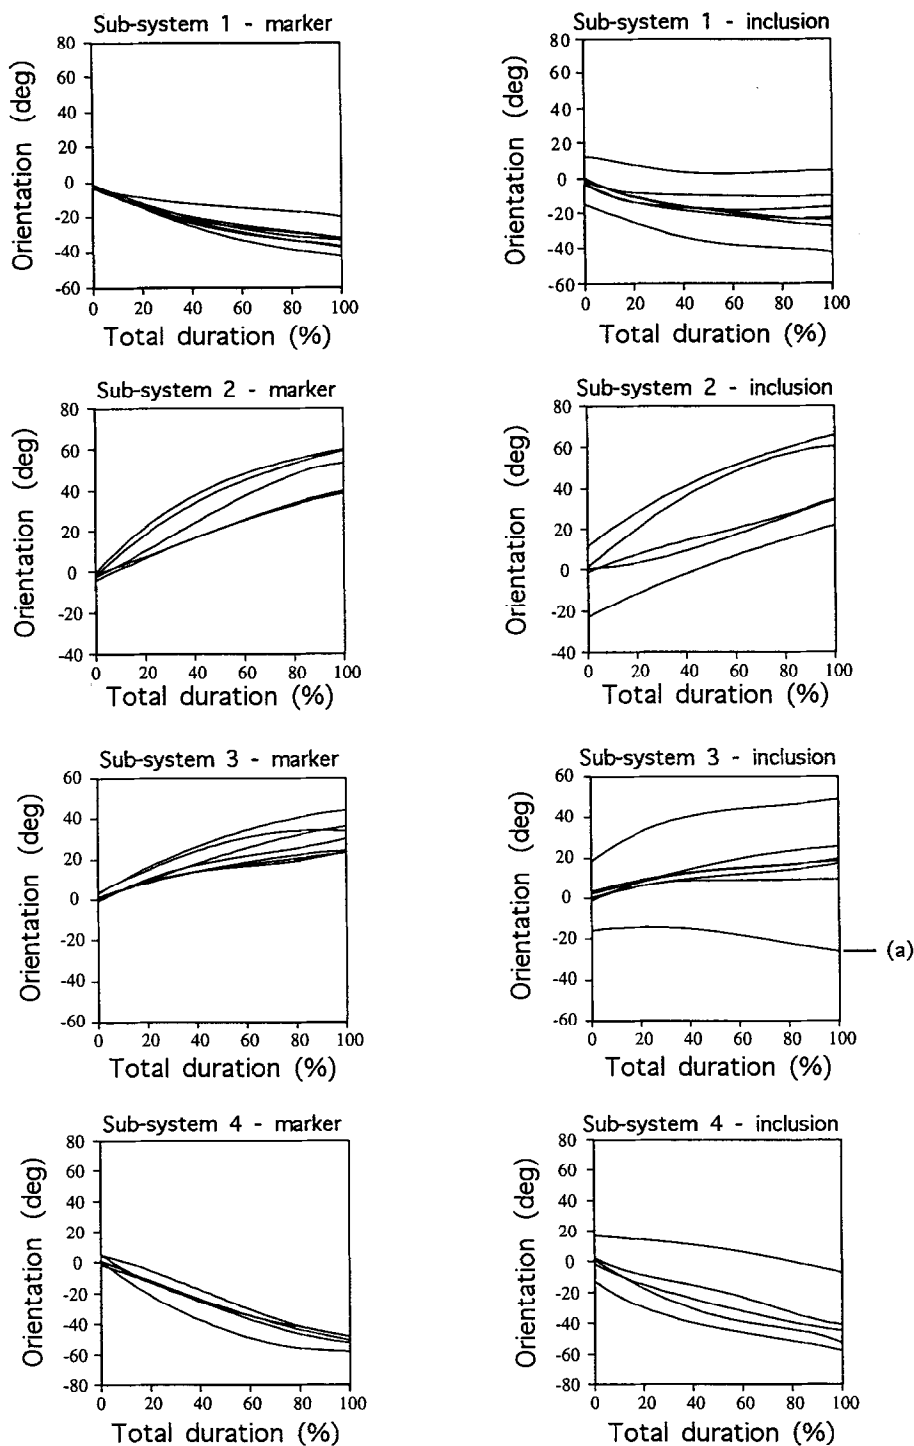 Sub-system 1 - marker
80
60
40
20
0
-20
-40
-60
Orientation (deg)
0 20 40 60 80 100
Total duration (%)
Sub-system 1 - inclusion
80
60
40
20
0
-20
-40
-60
Orientation (deg)
0 20 40 60 80 100
Total duration (%)
Sub-system 2 - marker
80
60
40
20
0
-20
-40
Orientation (deg)
0 20 40 60 80 100
Total duration (%)
Sub-system 2 - inclusion
80
60
40
20
0
-20
-40
Orientation (deg)
0 20 40 60 80 100
Total duration (%)
Sub-system 3 - marker
60
40
20
0
-20
-40
-60
Orientation (deg)
0 20 40 60 80 100
Total duration (%)
Sub-system 3 - inclusion
60
40
20
0
-20
-40
-60
Orientation (deg)
(a)
0 20 40 60 80 100
Total duration (%)
Sub-system 4 - marker
80
60
40
20
0
-20
-40
-60
-80
Orientation (deg)
0 20 40 60 80 100
Total duration (%)
Sub-system 4 - inclusion
80
60
40
20
0
-20
-40
-60
-80
Orientation (deg)
0 20 40 60 80 100
Total duration (%)